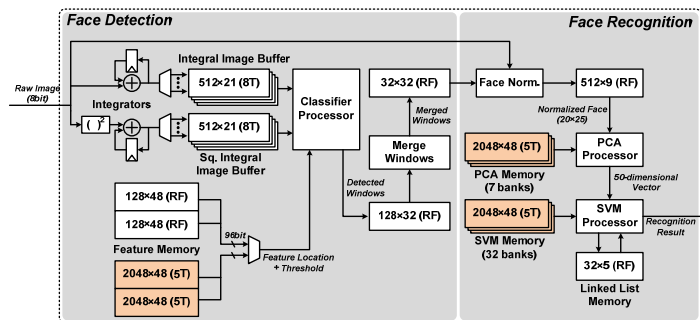 Face Detection
Face Recognition
Raw Image
(8bit)
Integrators
( )²
Integral Image Buffer
512×21 (8T)
512×21 (8T)
Sq. Integral
Image Buffer
Classifier
Processor
32×32 (RF)
Merged
Windows
Merge
Windows
Detected
Windows
128×32 (RF)
128×48 (RF)
128×48 (RF)
Feature Memory
96bit
2048×48 (5T)
2048×48 (5T)
Feature Location
+ Threshold
Face Norm.
512×9 (RF)
Normalized Face
(20×25)
2048×48 (5T)
PCA Memory
(7 banks)
PCA
Processor
50-dimensional
Vector
2048×48 (5T)
SVM Memory
(32 banks)
SVM
Processor
Recognition
Result
32×5 (RF)
Linked List
Memory